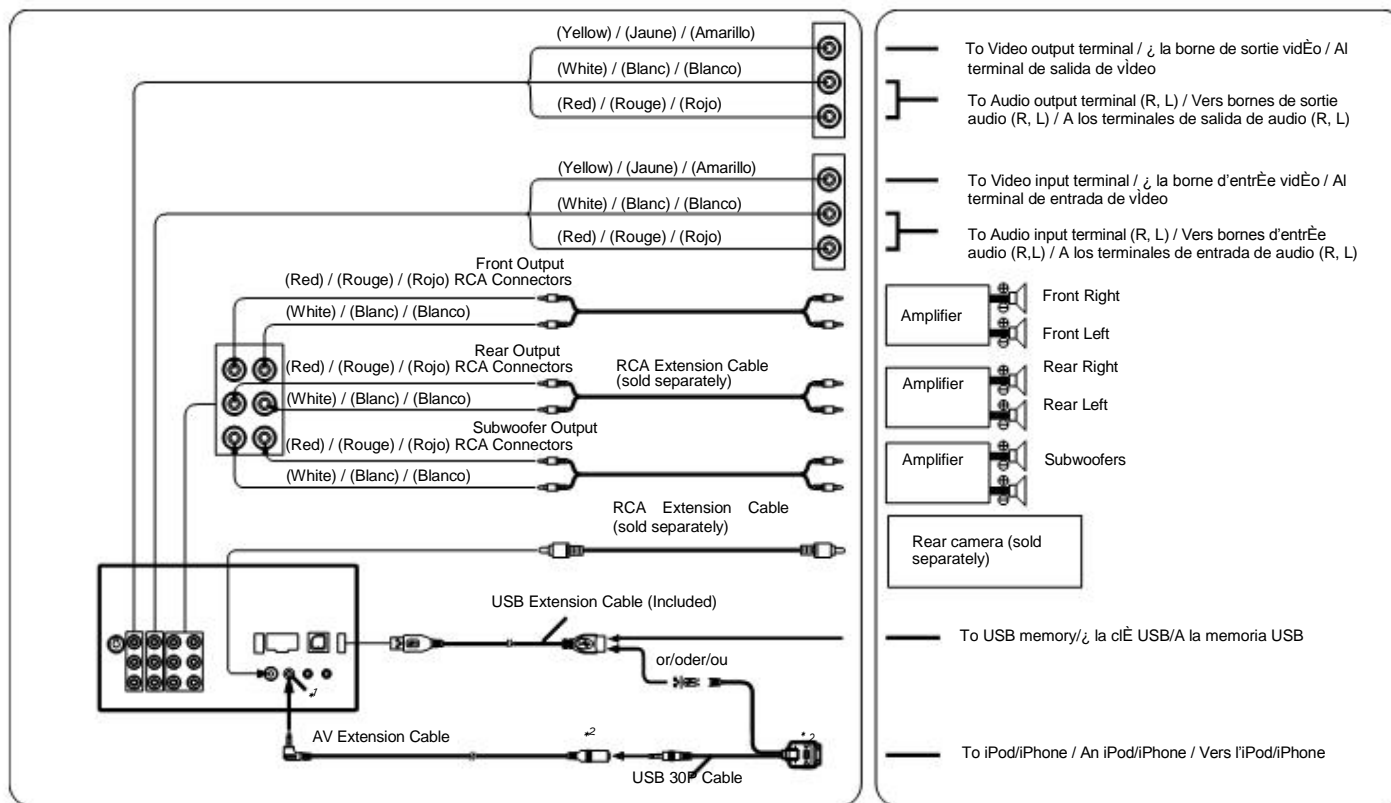 (Yellow) / (Jaune) / (Amarillo)
(White) / (Blanc) / (Blanco)
(Red) / (Rouge) / (Rojo)
To Video output terminal / ¿ la borne de sortie vidÈo / Al
terminal de salida de vÌdeo
To Audio output terminal (R, L) / Vers bornes de sortie
audio (R, L) / A los terminales de salida de audio (R, L)
(Yellow) / (Jaune) / (Amarillo)
(White) / (Blanc) / (Blanco)
(Red) / (Rouge) / (Rojo)
To Video input terminal / ¿ la borne d'entrÈe vidÈo / Al
terminal de entrada de vÌdeo
To Audio input terminal (R, L) / Vers bornes d'entrÈe
audio (R,L) / A los terminales de entrada de audio (R, L)
Front Output
(Red) / (Rouge) / (Rojo) RCA Connectors
(White) / (Blanc) / (Blanco)
Amplifier
Front Right
Front Left
Rear Output
(Red) / (Rouge) / (Rojo) RCA Connectors
(White) / (Blanc) / (Blanco)
RCA Extension Cable
(sold separately)
Amplifier
Rear Right
Rear Left
Subwoofer Output
(Red) / (Rouge) / (Rojo) RCA Connectors
(White) / (Blanc) / (Blanco)
Amplifier
Subwoofers
RCA Extension Cable
(sold separately)
Rear camera (sold
separately)
USB Extension Cable (Included)
To USB memory/¿ la clÈ USB/A la memoria USB
or/oder/ou
*1
AV Extension Cable
*2
*2
USB 30P Cable
To iPod/iPhone / An iPod/iPhone / Vers l'iPod/iPhone